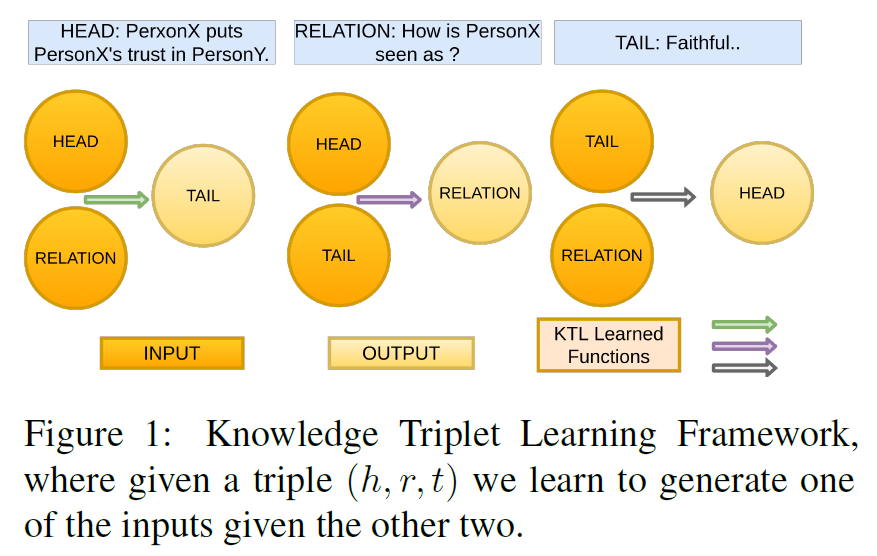 HEAD: PerxonX puts
PersonX's trust in PersonY.
RELATION: How is PersonX
seen as ?
TAIL: Faithful..
HEAD
RELATION
TAIL
HEAD
TAIL
RELATION
TAIL
RELATION
HEAD
INPUT
OUTPUT
KTL Learned
Functions
Figure 1: Knowledge Triplet Learning Framework,
where given a triple (h, r, t) we learn to generate one
of the inputs given the other two.